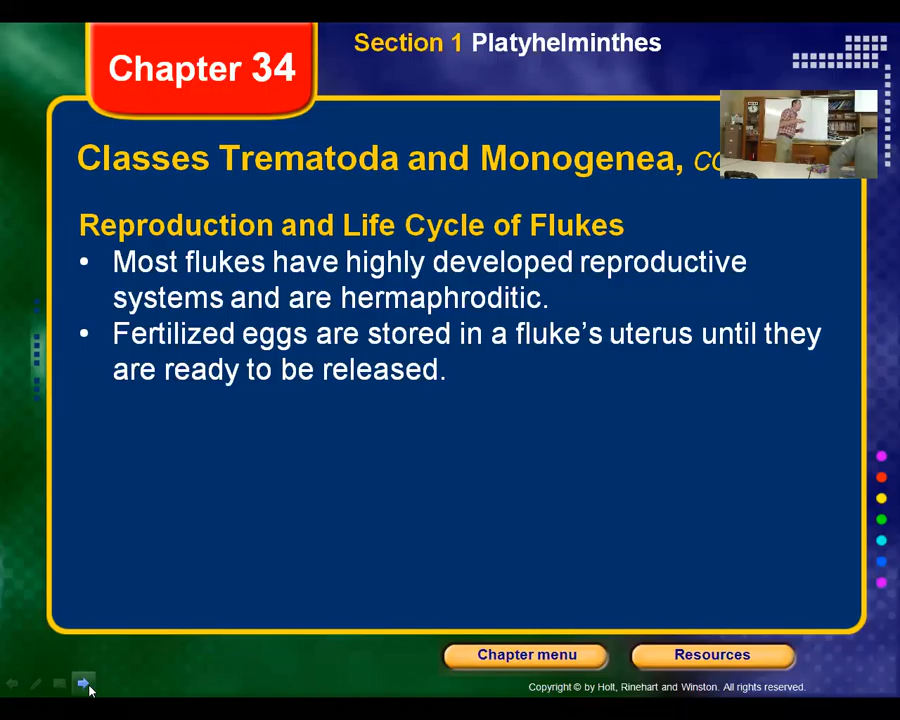 Chapter 34
Section 1 Platyhelminthes
Classes Trematoda and Monogenea,
Reproduction and Life Cycle of Flukes
• Most flukes have highly developed reproductive
systems and are hermaphroditic.
• Fertilized eggs are stored in a fluke's uterus until they
are ready to be released.
Chapter menu
Resources
Copyright © by Holt, Rinehart and Winston. All rights reserved.